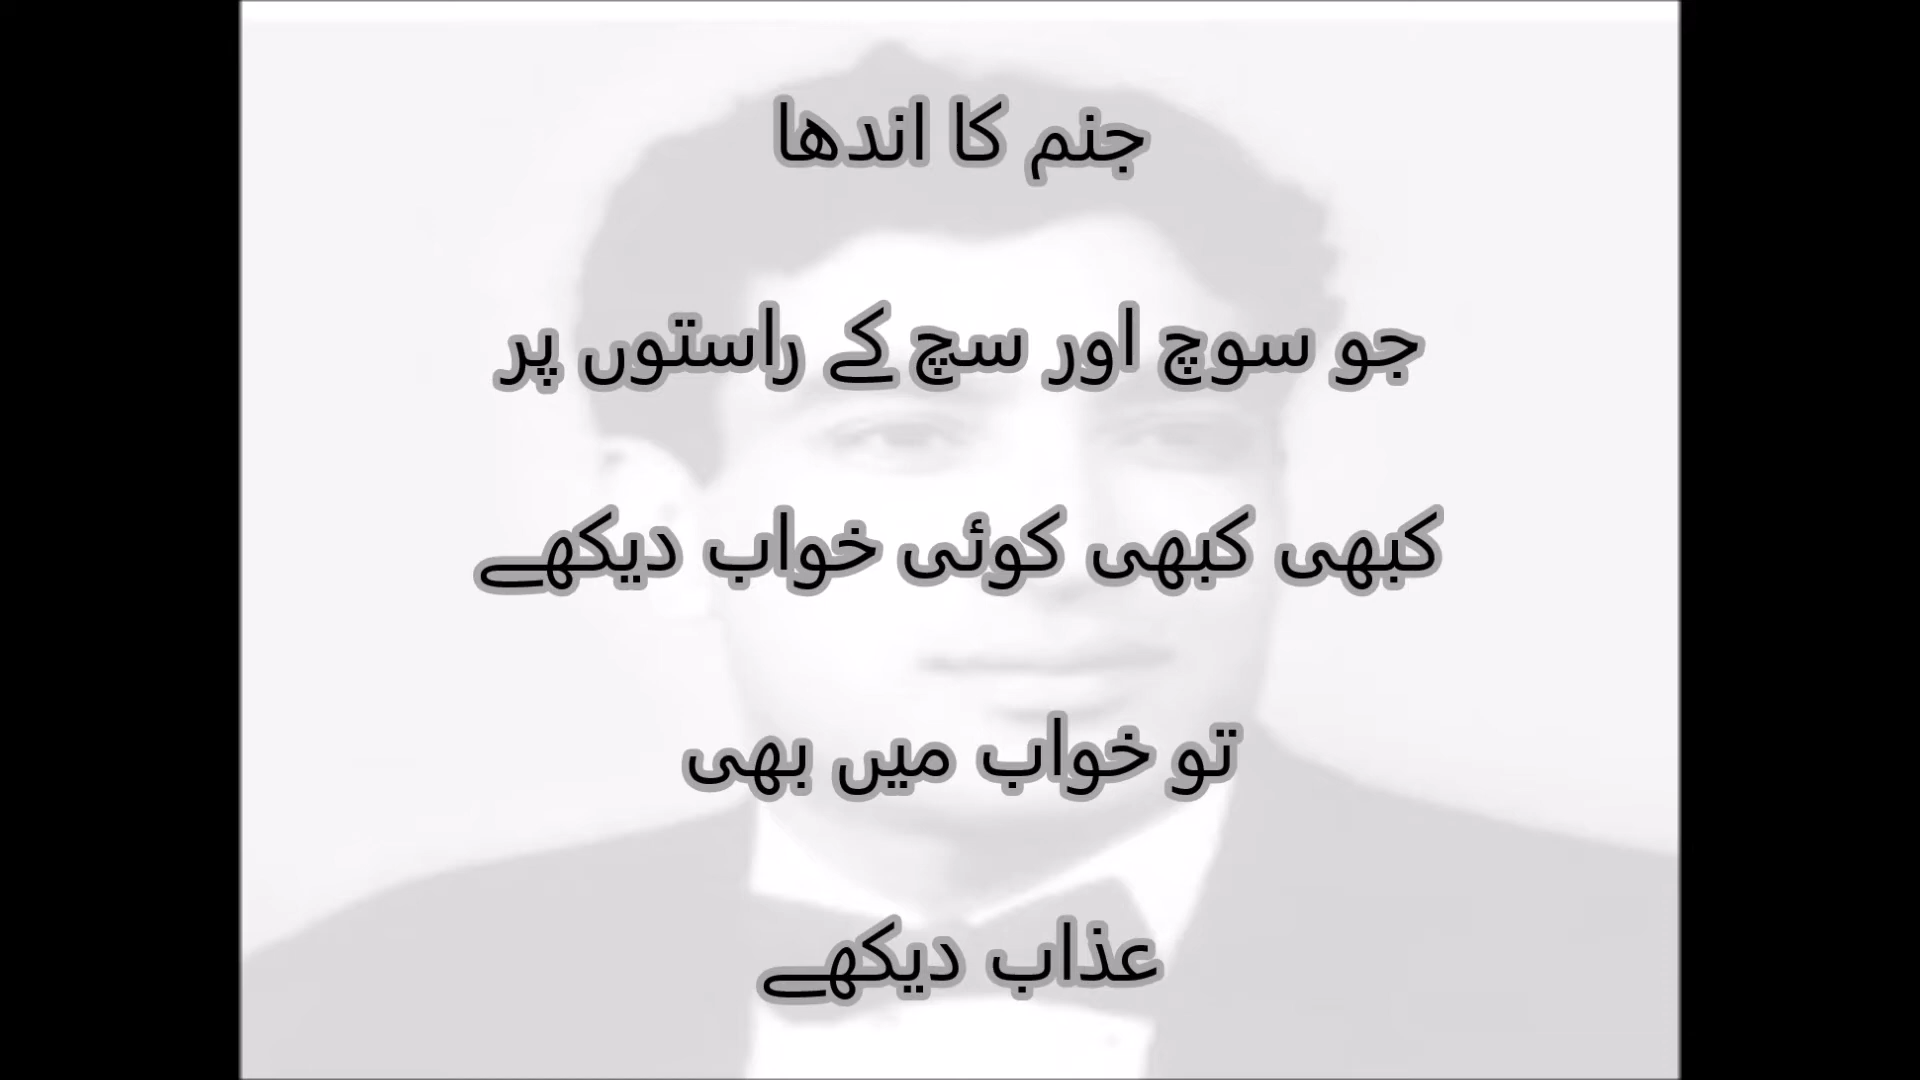 جنم کا اندھا
جو سوچ اور سچ کے راستوں پر
کبھی کبھی کوئی خواب دیکھے
تو خواب میں بھی
عذاب دیکھے